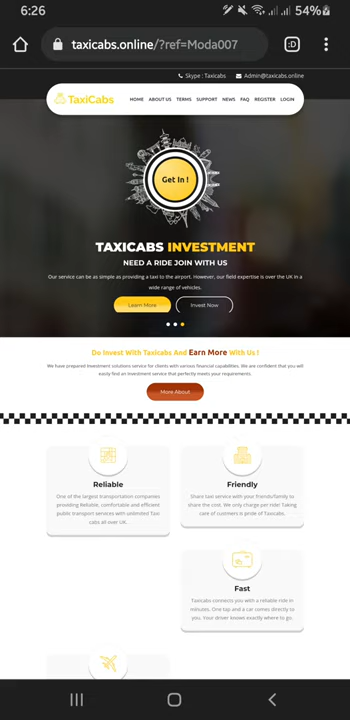 6:26
54%
taxicabs.online/?ref=Moda007
:D
Skype : Taxicabs
Admin@taxicabs.online
TaxiCabs
HOME ABOUT US TERMS SUPPORT NEWS FAQ REGISTER LOGIN
Get In !
TAXICABS INVESTMENT
NEED A RIDE JOIN WITH US
Our service can be as simple as providing a taxi to the airport. However, our field expertise is over the UK in a
wide range of vehicles.
Learn More
Invest Now
Do Invest With Taxicabs And Earn More With Us !
We have prepared investment solutions service for clients with various financial capabilities. We are confident that you will
easily find an investment service that perfectly meets your requirements.
More About
Reliable
One of the largest transportation companies
providing Reliable, comfortable and efficient
public transport services with unlimited Taxi
cabs all over UK.
Friendly
Share taxi service with your friends/family to
share the cost. We only charge per ride! Taking
care of custmers is pride of Taxicabs.
Fast
Taxicabs connects you with a reliable ride in
minutes. One tap and a car comes directly to
you. Your driver known exactly where to go.